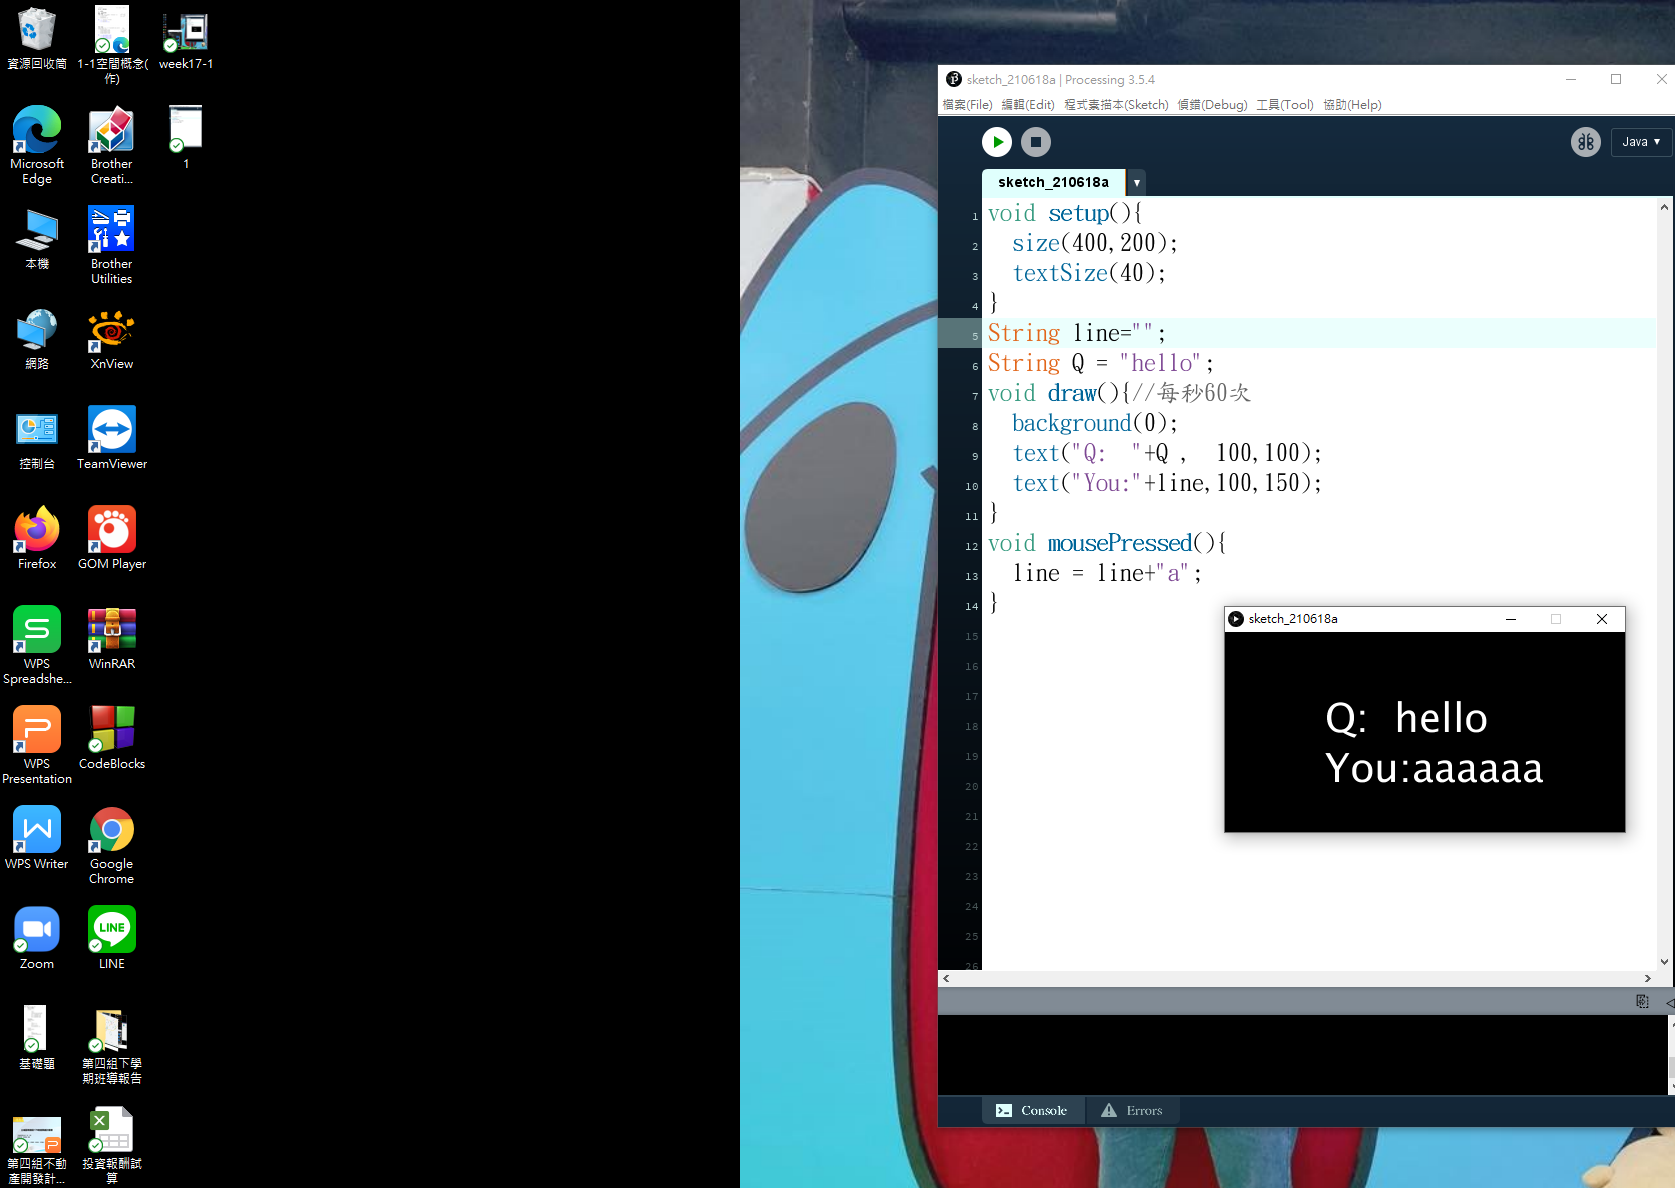 資源回收筒
1-1空間概念(
作)
week17-1
Microsoft
Edge
Brother
Creati...
1
本機
Brother
Utilities
網路
XnView
控制台
TeamViewer
Firefox
GOM Player
WPS
Spreadshe...
WinRAR
WPS
Presentation
CodeBlocks
WPS Writer
Google
Chrome
Zoom
LINE
LINE
基礎題
第四組下學
期班導報告
第四組不動
產開發計...
投資報酬試
算
sketch_210618a | Processing 3.5.4
檔案(File) 編輯(Edit) 程式素描本(Sketch) 偵錯(Debug) 工具(Tool) 協助(Help)
Java ▼
sketch_210618a ▼
1 void setup(){
2 size(400,200);
3 textSize(40);
4 }
5 String line="";
6 String Q = "hello";
7 void draw(){//每秒60次
8 background(0);
9 text("Q:  "+Q ,  100,100);
10 text("You:"+line,100,150);
11 }
12 void mousePressed(){
13 line = line+"a";
14 }
15
16
17
18
19
20
21
22
23
24
25
26
sketch_210618a
Q: hello
You:aaaaaa
Console
Errors